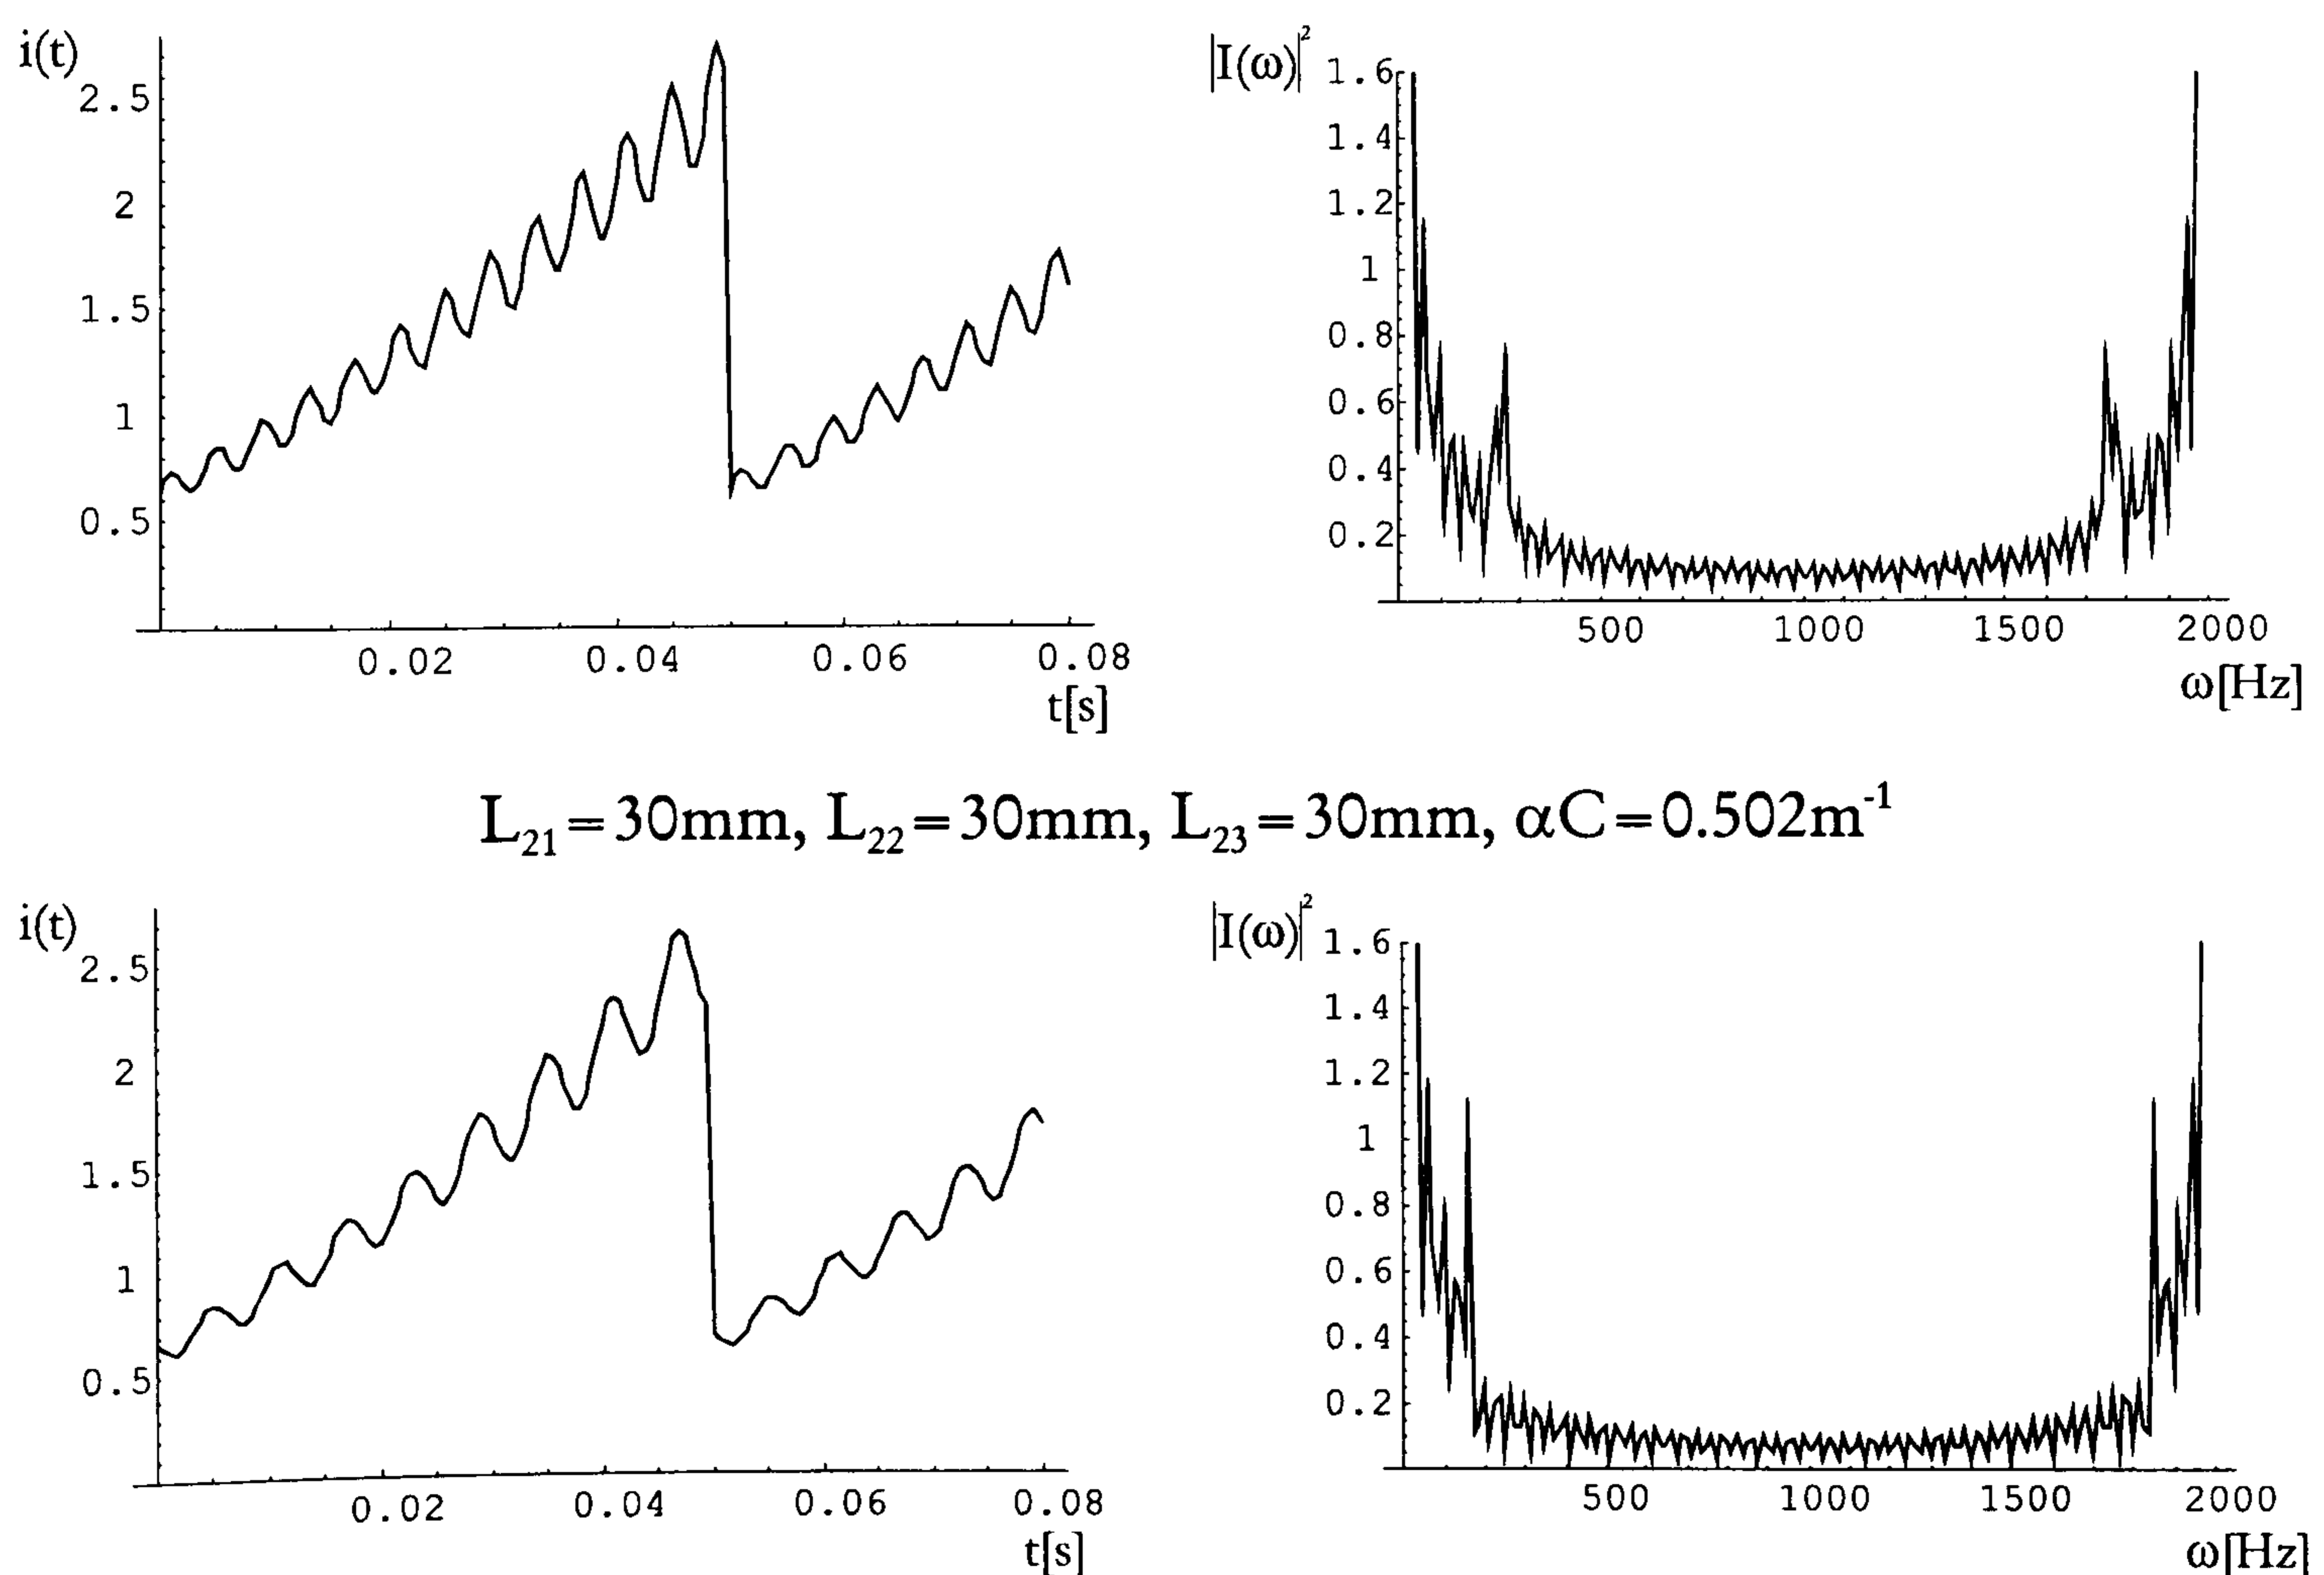 i(t)
2.5
2
1.5
1
0.5
0.02 0.04 0.06 0.08
t[s]
|I(ω)|²
1.6
1.4
1.2
1
0.8
0.6
0.4
0.2
500 1000 1500 2000
ω[Hz]
L₂₁=30mm, L₂₂=30mm, L₂₃=30mm, αC=0.502m⁻¹
i(t)
2.5
2
1.5
1
0.5
0.02 0.04 0.06 0.08
t[s]
|I(ω)|²
1.6
1.4
1.2
1
0.8
0.6
0.4
0.2
500 1000 1500 2000
ω[Hz]